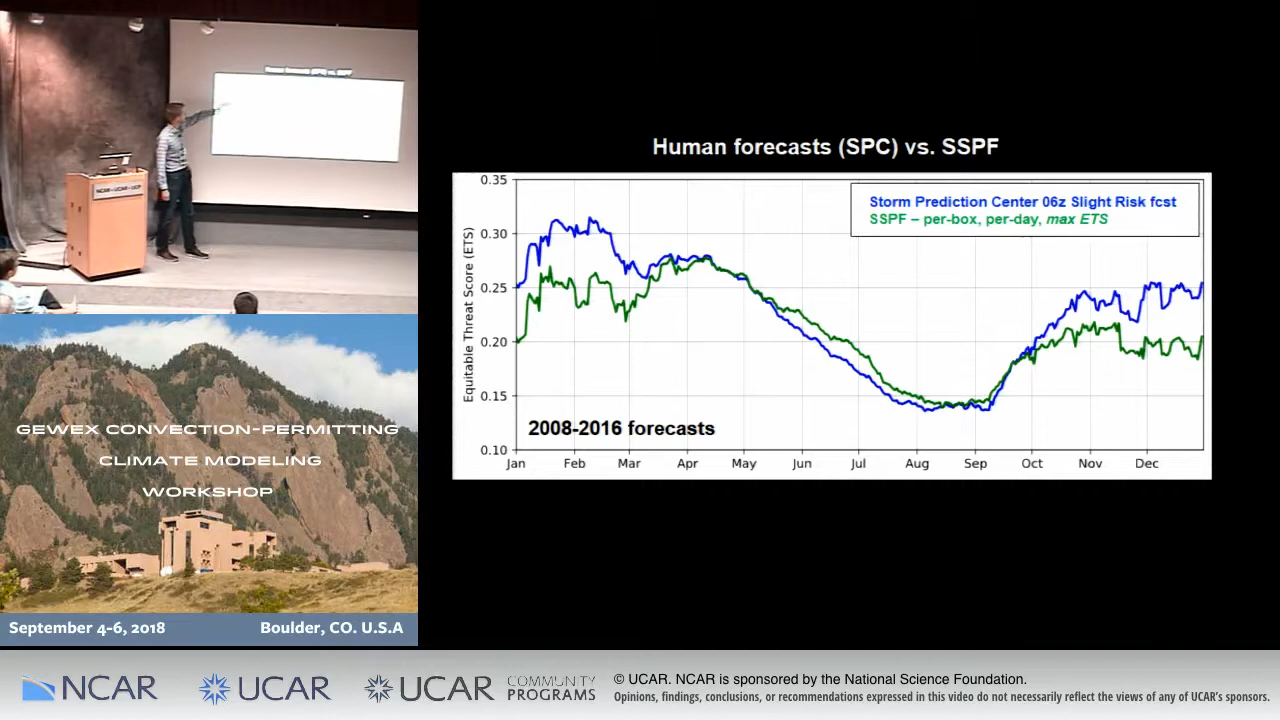 NCAR • UCAR • UCP
Human forecasts (SPC) vs. SSPF
Equitable Threat Score (ETS)
0.35
0.30
0.25
0.20
0.15
0.10
Storm Prediction Center 06z Slight Risk fcst
SSPF – per-box, per-day, max ETS
2008-2016 forecasts
Jan Feb Mar Apr May Jun Jul Aug Sep Oct Nov Dec
GEWEX CONVECTION-PERMITTING
CLIMATE MODELING
WORKSHOP
September 4-6, 2018 Boulder, CO. U.S.A
NCAR
UCAR
UCAR
COMMUNITY
PROGRAMS
© UCAR. NCAR is sponsored by the National Science Foundation.
Opinions, findings, conclusions, or recommendations expressed in this video do not necessarily reflect the views of any of UCAR's sponsors.